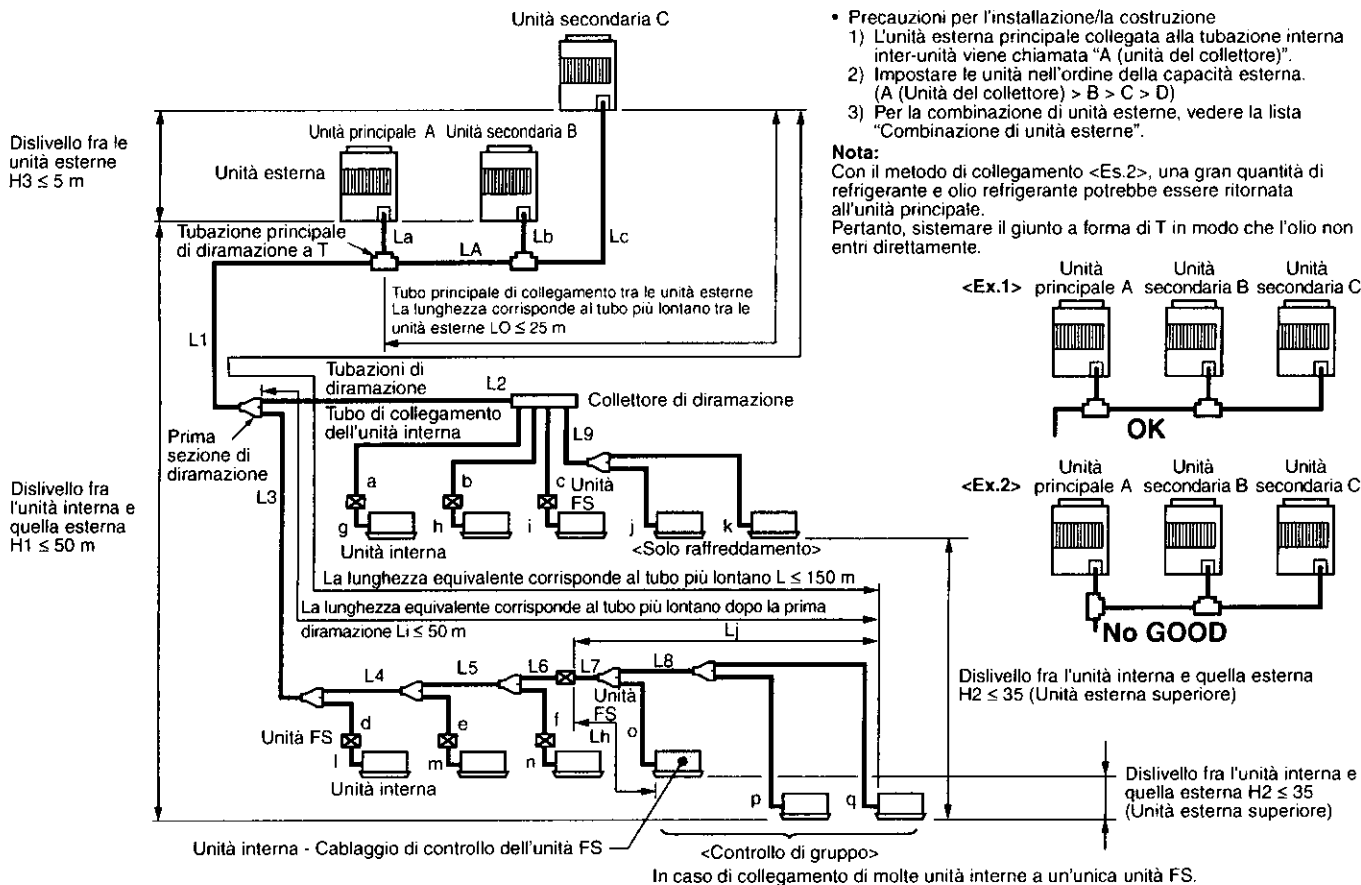 Unità secondaria C
Dislivello fra le
unità esterne
H3 ≤ 5 m
Unità principale A
Unità secondaria B
Unità esterna
Tubazione principale
di diramazione a T
La
LA
Lb
Lc
Tubo principale di collegamento tra le unità esterne
La lunghezza corrisponde al tubo più lontano tra le
unità esterne LO ≤ 25 m
L1
Tubazioni di
diramazione
L2
Tubo di collegamento
dell'unità interna
Collettore di diramazione
L9
Prima
sezione di
diramazione
L3
a
b
c
Unità
FS
g
h
i
j
k
Unità interna
<Solo raffreddamento>
Dislivello fra
l'unità interna e
quella esterna
H1 ≤ 50 m
La lunghezza equivalente corrisponde al tubo più lontano L ≤ 150 m
La lunghezza equivalente corrisponde al tubo più lontano dopo la prima
diramazione Li ≤ 50 m
Lj
L4
L5
L6
L7
L8
Unità
FS
Lh
d
e
f
o
Unità FS
l
m
n
Unità interna
p
q
Unità interna - Cablaggio di controllo dell'unità FS
<Controllo di gruppo>
In caso di collegamento di molte unità interne a un'unica unità FS.
• Precauzioni per l'installazione/la costruzione
1) L'unità esterna principale collegata alla tubazione interna
inter-unità viene chiamata "A (unità del collettore)".
2) Impostare le unità nell'ordine della capacità esterna.
(A (Unità del collettore) > B > C > D)
3) Per la combinazione di unità esterne, vedere la lista
"Combinazione di unità esterne".
Nota:
Con il metodo di collegamento <Es.2>, una gran quantità di
refrigerante e olio refrigerante potrebbe essere ritornata
all'unità principale.
Pertanto, sistemare il giunto a forma di T in modo che l'olio non
entri direttamente.
<Ex.1>
Unità
principale A
Unità
secondaria B
Unità
secondaria C
OK
<Ex.2>
Unità
principale A
Unità
secondaria B
Unità
secondaria C
No GOOD
Dislivello fra l'unità interna e quella esterna
H2 ≤ 35 (Unità esterna superiore)
Dislivello fra l'unità interna e
quella esterna H2 ≤ 35
(Unità esterna superiore)